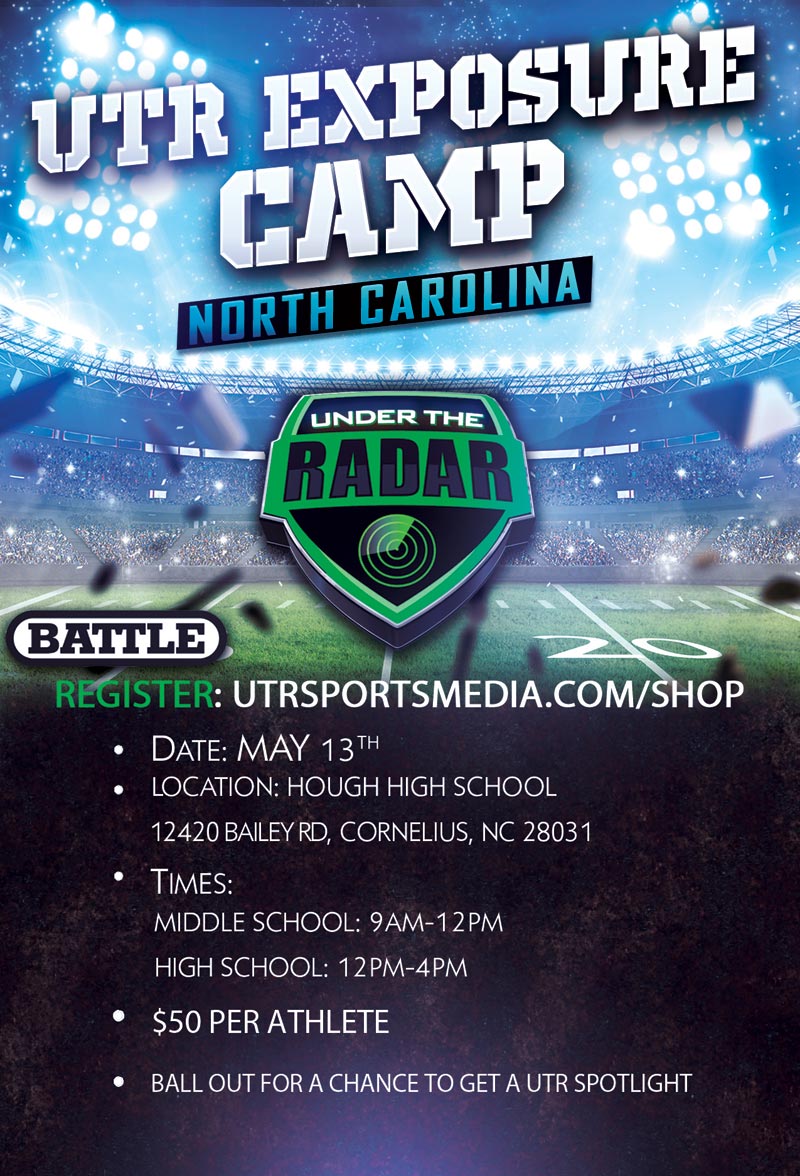 UTR EXPOSURE
CAMP
NORTH CAROLINA
UNDER THE
RADAR
BATTLE
20
REGISTER: UTRSPORTSMEDIA.COM/SHOP
• DATE: MAY 13TH
• LOCATION: HOUGH HIGH SCHOOL
12420 BAILEY RD, CORNELIUS, NC 28031
• TIMES:
MIDDLE SCHOOL: 9AM-12PM
HIGH SCHOOL: 12PM-4PM
• $50 PER ATHLETE
• BALL OUT FOR A CHANCE TO GET A UTR SPOTLIGHT